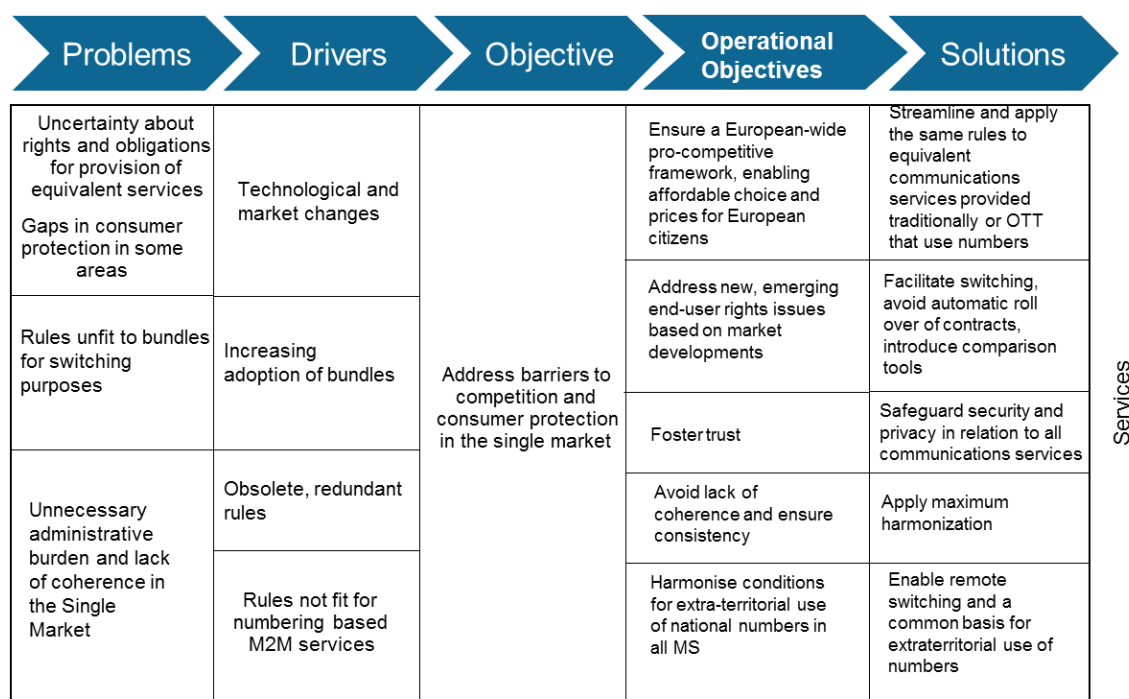 Problems
Drivers
Objective
Operational
Objectives
Solutions
Uncertainty about
rights and obligations
for provision of
equivalent services
Gaps in consumer
protection in some
areas
Rules unfit to bundles
for switching
purposes
Unnecessary
administrative
burden and lack
of coherence in
the Single
Market
Technological and
market changes
Increasing
adoption of bundles
Obsolete, redundant
rules
Rules not fit for
numbering based
M2M services
Address barriers to
competition and
consumer protection
in the single market
Ensure a European-wide
pro-competitive
framework, enabling
affordable choice and
prices for European
citizens
Address new, emerging
end-user rights issues
based on market
developments
Foster trust
Avoid lack of
coherence and ensure
consistency
Harmonise conditions
for extra-territorial use
of national numbers in
all MS
Streamline and apply
the same rules to
equivalent
communications
services provided
traditionally or OTT
that use numbers
Facilitate switching,
avoid automatic roll
over of contracts,
introduce comparison
tools
Safeguard security and
privacy in relation to all
communications services
Apply maximum
harmonization
Enable remote
switching and a
common basis for
extraterritorial use of
numbers
Services